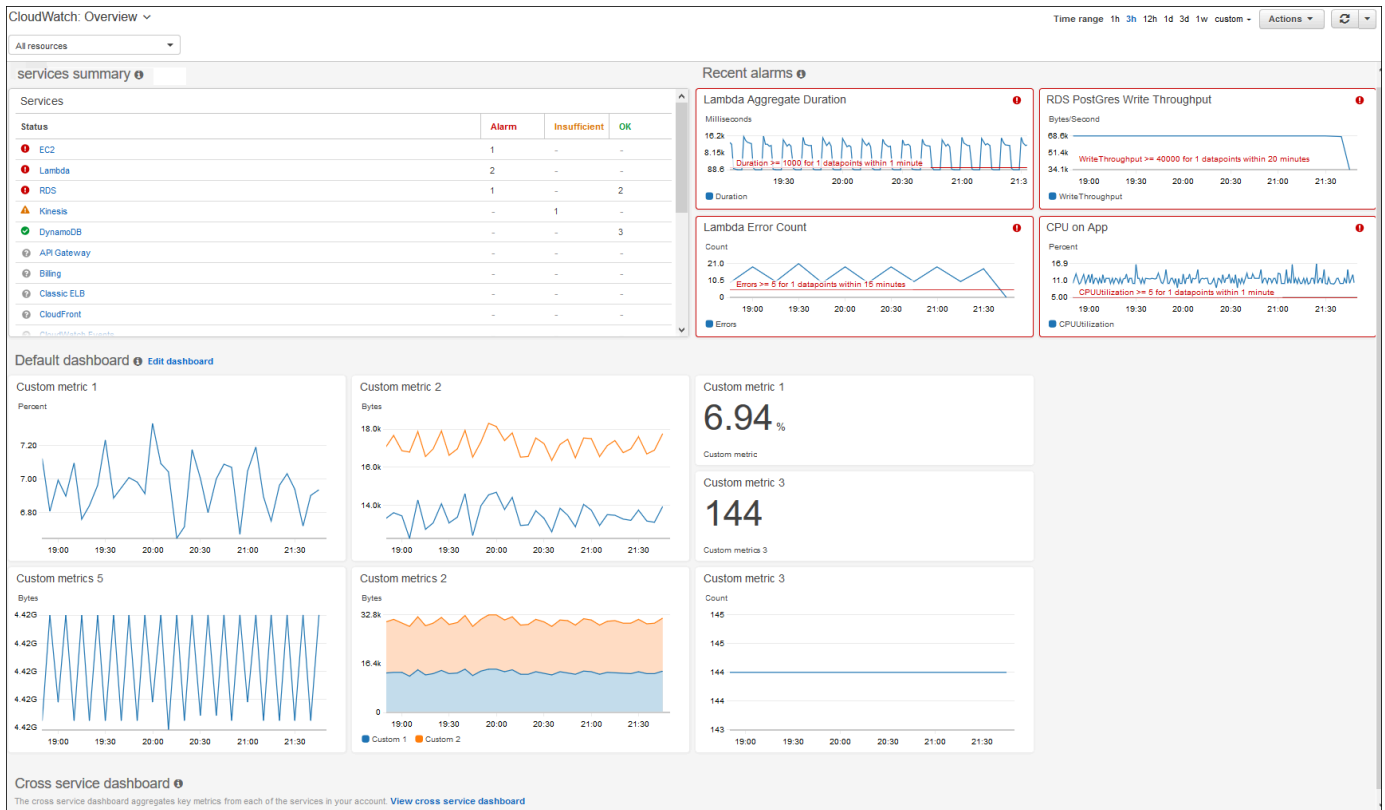 CloudWatch: Overview
Time range 1h 3h 12h 1d 3d 1w custom Actions
All resources
services summary
Services
Status Alarm Insufficient OK
EC2 1 - -
Lambda 2 - -
RDS 1 - 2
Kinesis - 1 -
DynamoDB - - 3
API Gateway - - -
Billing - - -
Classic ELB - - -
CloudFront - - -
CloudWatch Events
Recent alarms
Lambda Aggregate Duration
Milliseconds
16.2k
8.15k
Duration >= 1000 for 1 datapoints within 1 minute
88.6
19:30 20:00 20:30 21:00 21:3
Duration
RDS PostGres Write Throughput
Bytes/Second
68.6k
51.4k
WriteThroughput >= 40000 for 1 datapoints within 20 minutes
34.1k
19:00 19:30 20:00 20:30 21:00 21:30
WriteThroughput
Lambda Error Count
Count
21.0
10.5
Errors >= 5 for 1 datapoints within 15 minutes
0
19:00 19:30 20:00 20:30 21:00 21:30
Errors
CPU on App
Percent
16.9
11.0
CPUUtilization >= 5 for 1 datapoints within 1 minute
5.00
19:00 19:30 20:00 20:30 21:00 21:30
CPUUtilization
Default dashboard Edit dashboard
Custom metric 1
Percent
7.20
7.00
6.80
19:00 19:30 20:00 20:30 21:00 21:30
Custom metric 2
Bytes
18.0k
16.0k
14.0k
19:00 19:30 20:00 20:30 21:00 21:30
Custom metric 1
6.94 %
Custom metric
Custom metric 3
144
Custom metrics 3
Custom metrics 5
Bytes
4.42G
4.42G
4.42G
4.42G
4.42G
19:00 19:30 20:00 20:30 21:00 21:30
Custom metrics 2
Bytes
32.8k
16.4k
0
19:00 19:30 20:00 20:30 21:00 21:30
Custom 1 Custom 2
Custom metric 3
Count
145
145
144
144
143
19:00 19:30 20:00 20:30 21:00 21:30
Cross service dashboard
The cross service dashboard aggregates key metrics from each of the services in your account. View cross service dashboard